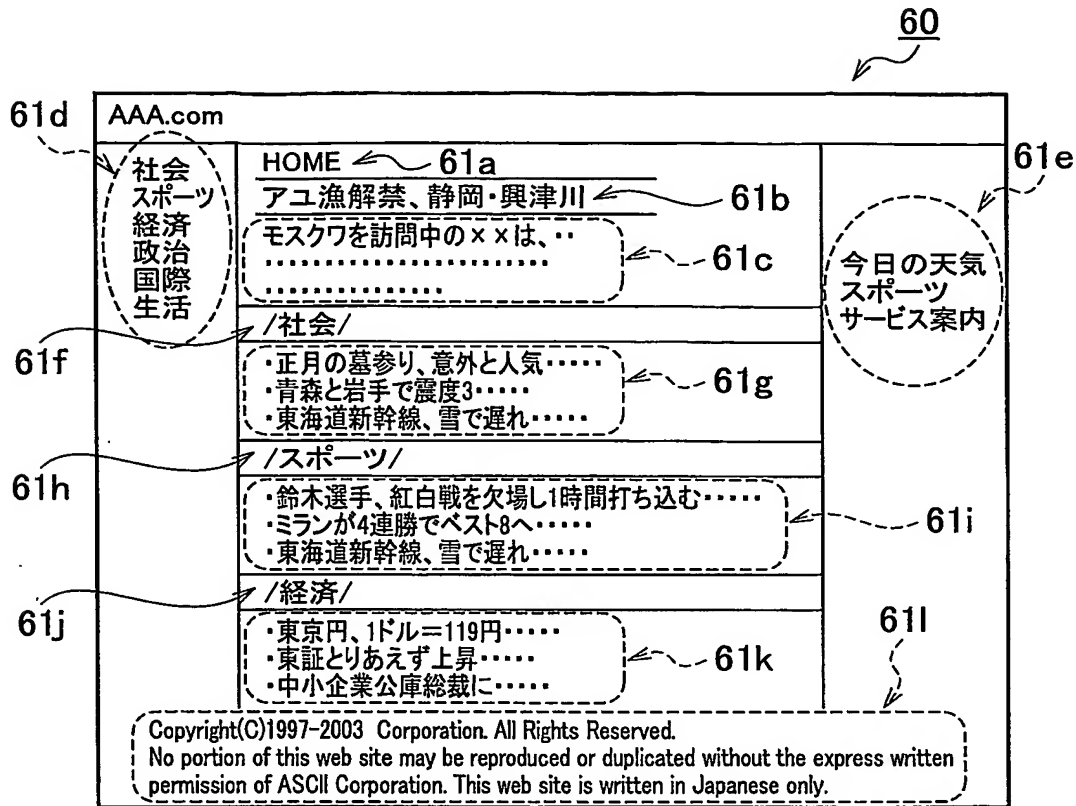 60
AAA.com
61d
社会
スポーツ
経済
政治
国際
生活
HOME
61a
アユ漁解禁、静岡・興津川
61b
モスクワを訪問中の××は、‥
‥‥‥‥‥‥‥‥‥‥‥‥
‥‥‥‥‥‥‥‥
61c
61e
今日の天気
スポーツ
サービス案内
61f
/社会/
・正月の墓参り、意外と人気‥‥‥
・青森と岩手で震度3‥‥‥
・東海道新幹線、雪で遅れ‥‥‥
61g
61h
/スポーツ/
・鈴木選手、紅白戦を欠場し1時間打ち込む‥‥‥
・ミランが4連勝でベスト8へ‥‥‥
・東海道新幹線、雪で遅れ‥‥‥
61i
61j
/経済/
・東京円、1ドル=119円‥‥‥
・東証とりあえず上昇‥‥‥
・中小企業公庫総裁に‥‥‥
61k
61l
Copyright(C)1997-2003 Corporation. All Rights Reserved.
No portion of this web site may be reproduced or duplicated without the express written
permission of ASCII Corporation. This web site is written in Japanese only.